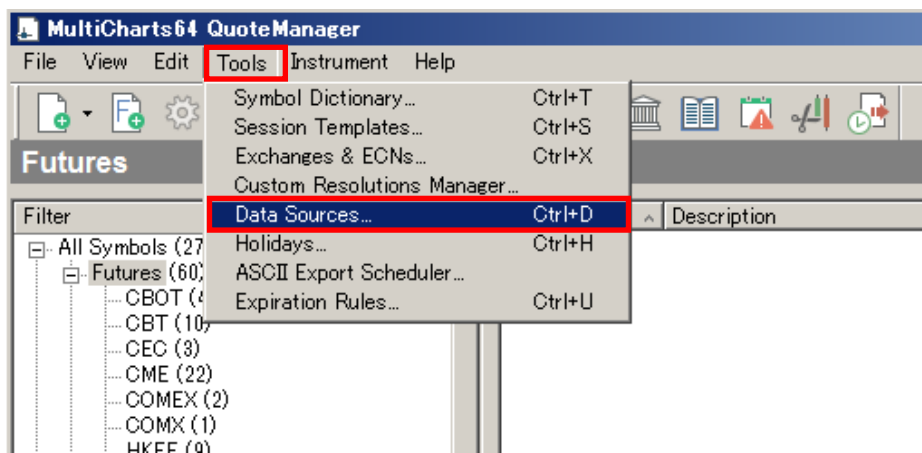 MultiCharts64 QuoteManager
File View Edit Tools Instrument Help
Symbol Dictionary... Ctrl+T
Session Templates... Ctrl+S
Exchanges & ECNs... Ctrl+X
Custom Resolutions Manager...
Data Sources... Ctrl+D
Holidays... Ctrl+H
ASCII Export Scheduler...
Expiration Rules... Ctrl+U
Futures
Filter
Description
All Symbols (27
Futures (60)
CBOT (
CBT (10)
CEC (3)
CME (22)
COMEX (2)
COMX (1)
HKFE (9)